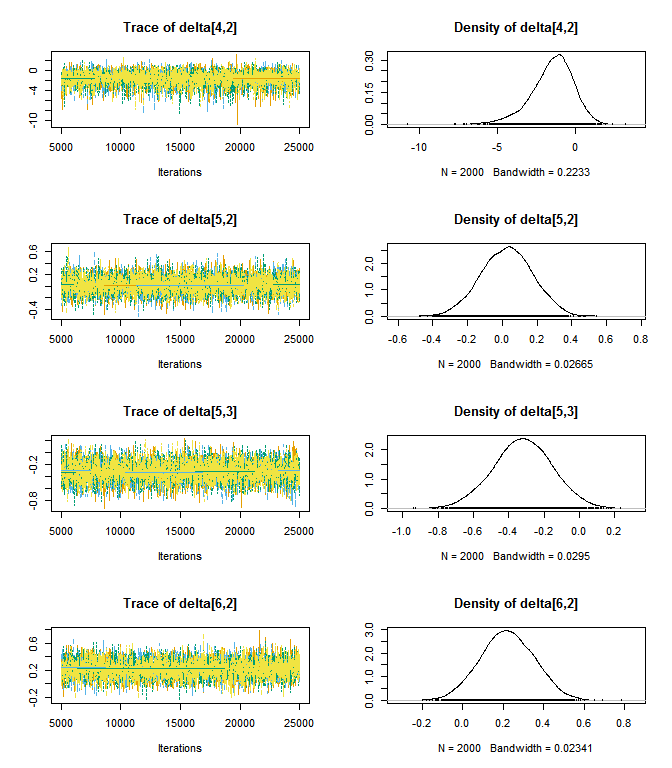 Trace of delta[4,2]
0
-4
-10
5000 10000 15000 20000 25000
Iterations
Density of delta[4,2]
0.30
0.15
0.00
-10 -5 0
N = 2000 Bandwidth = 0.2233
Trace of delta[5,2]
0.6
0.2
-0.4
5000 10000 15000 20000 25000
Iterations
Density of delta[5,2]
2.0
1.0
0.0
-0.6 -0.4 -0.2 0.0 0.2 0.4 0.6 0.8
N = 2000 Bandwidth = 0.02665
Trace of delta[5,3]
-0.2
-0.8
5000 10000 15000 20000 25000
Iterations
Density of delta[5,3]
2.0
1.0
0.0
-1.0 -0.8 -0.6 -0.4 -0.2 0.0 0.2
N = 2000 Bandwidth = 0.0295
Trace of delta[6,2]
0.6
0.2
-0.2
5000 10000 15000 20000 25000
Iterations
Density of delta[6,2]
3.0
2.0
1.0
0.0
-0.2 0.0 0.2 0.4 0.6 0.8
N = 2000 Bandwidth = 0.02341